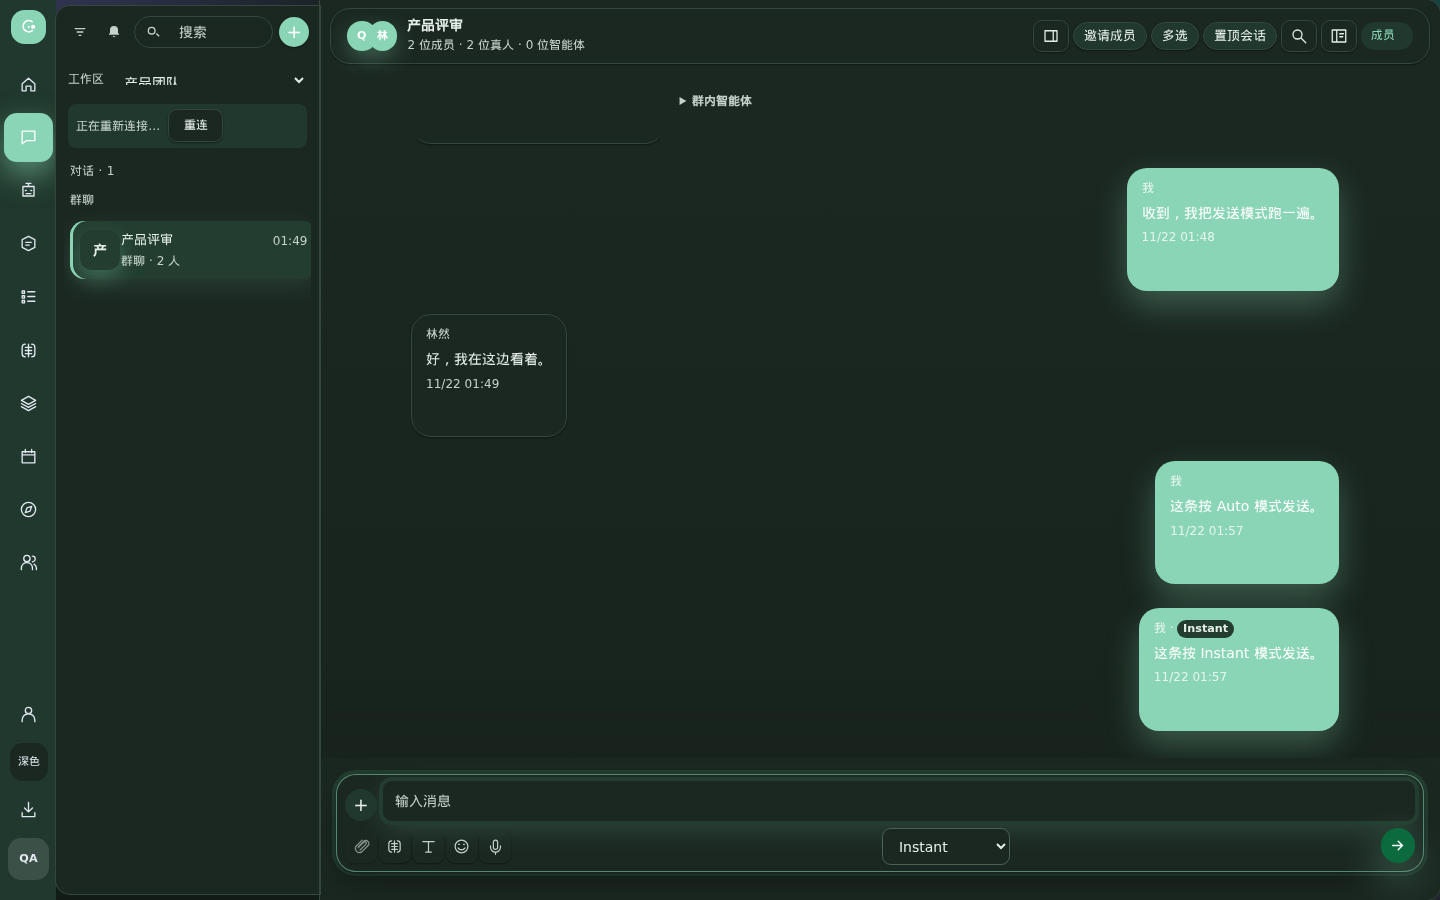 搜索
工作区
产品团队
正在重新连接…
重连
对话 · 1
群聊
产
产品评审
01:49
群聊 · 2 人
深色
QA
Q
林
产品评审
2 位成员 · 2 位真人 · 0 位智能体
邀请成员
多选
置顶会话
成员
群内智能体
我
收到，我把发送模式跑一遍。
11/22 01:48
林然
好，我在这边看着。
11/22 01:49
我
这条按 Auto 模式发送。
11/22 01:57
我 · Instant
这条按 Instant 模式发送。
11/22 01:57
输入消息
Instant